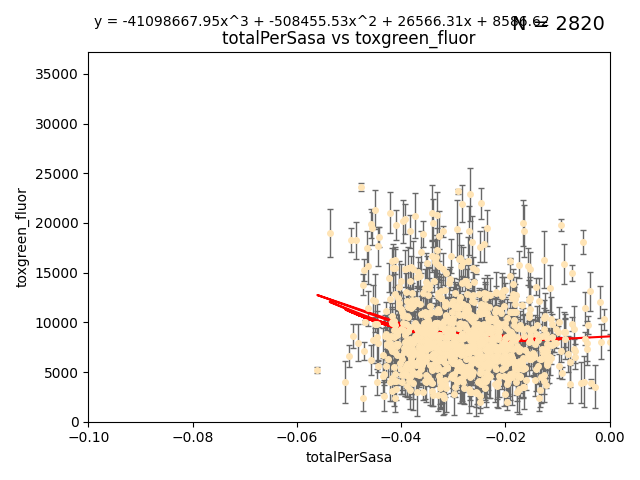 y = -41098667.95x^3 + -508455.53x^2 + 26566.31x + 8586.62
N = 2820
totalPerSasa vs toxgreen_fluor
35000
30000
25000
20000
15000
10000
5000
0
toxgreen_fluor
−0.10
−0.08
−0.06
−0.04
−0.02
0.00
totalPerSasa